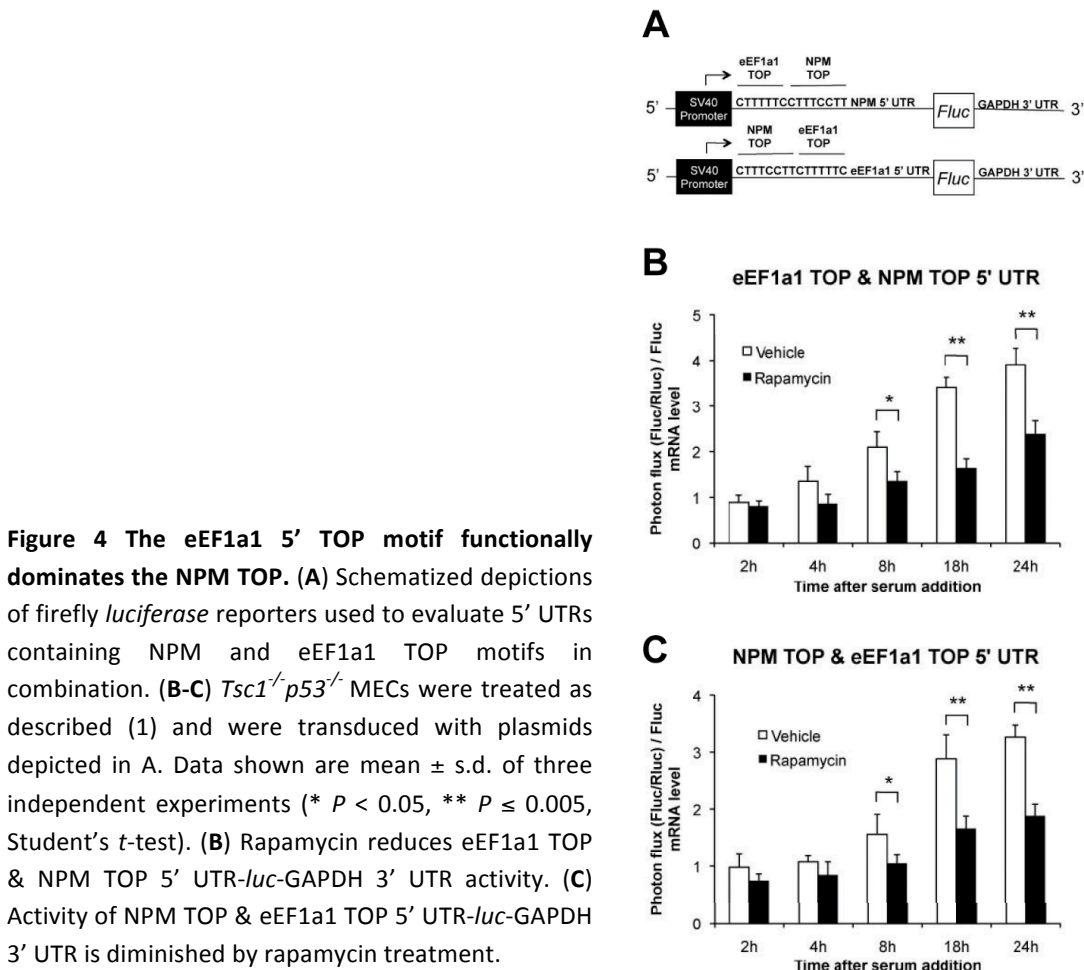 A
eEF1a1 TOP NPM TOP
5' SV40 Promoter CTTTTTCCTTTCCTT NPM 5' UTR Fluc GAPDH 3' UTR 3'
NPM TOP eEF1a1 TOP
5' SV40 Promoter CTTTCCTTCTTTTTC eEF1a1 5' UTR Fluc GAPDH 3' UTR 3'
B
eEF1a1 TOP & NPM TOP 5' UTR
Photon flux (Fluc/Rluc) / Fluc
mRNA level
5
4
3
2
1
0
Vehicle
Rapamycin
*
**
**
2h 4h 8h 18h 24h
Time after serum addition
C
NPM TOP & eEF1a1 TOP 5' UTR
Photon flux (Fluc/Rluc) / Fluc
mRNA level
4
3
2
1
0
Vehicle
Rapamycin
*
**
**
2h 4h 8h 18h 24h
Time after serum addition
Figure 4 The eEF1a1 5’ TOP motif functionally
dominates the NPM TOP. (A) Schematized depictions
of firefly luciferase reporters used to evaluate 5’ UTRs
containing NPM and eEF1a1 TOP motifs in
combination. (B-C) Tsc1-/-p53-/- MECs were treated as
described (1) and were transduced with plasmids
depicted in A. Data shown are mean ± s.d. of three
independent experiments (* P < 0.05, ** P ≤ 0.005,
Student’s t-test). (B) Rapamycin reduces eEF1a1 TOP
& NPM TOP 5’ UTR-luc-GAPDH 3’ UTR activity. (C)
Activity of NPM TOP & eEF1a1 TOP 5’ UTR-luc-GAPDH
3’ UTR is diminished by rapamycin treatment.